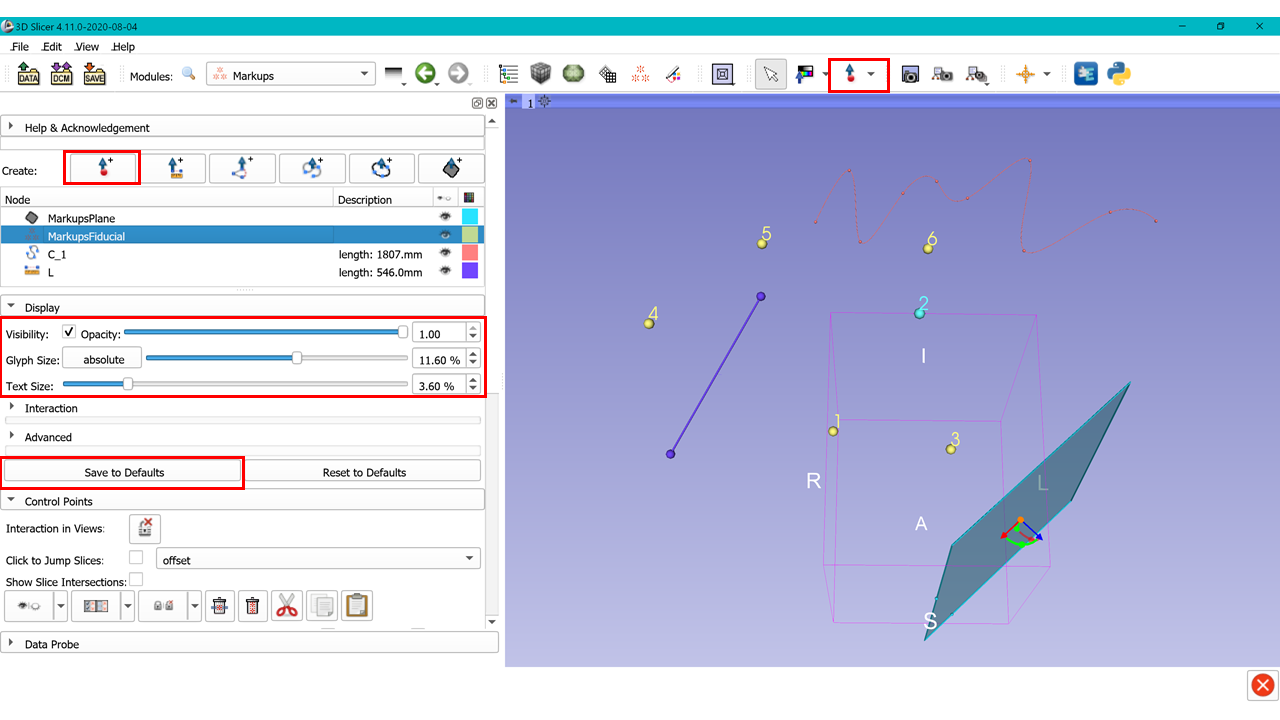 3D Slicer 4.11.0-2020-08-04
File Edit View Help
DATA DCM SAVE Modules: Markups
1
Help & Acknowledgement
Create:
Node Description
MarkupsPlane
MarkupsFiducial
C_1 length: 1807.mm
L length: 546.0mm
Display
Visibility: Opacity: 1.00
Glyph Size: absolute 11.60 %
Text Size: 3.60 %
Interaction
Advanced
Save to Defaults Reset to Defaults
Control Points
Interaction in Views:
Click to Jump Slices: offset
Show Slice Intersections:
Data Probe
5
6
4
2
I
1
3
R
L
A
S